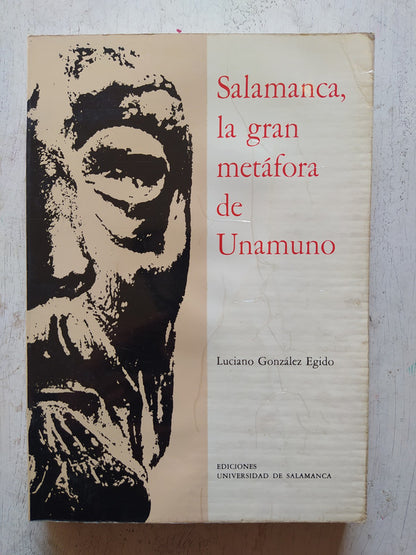 Salamanca,
la gran
metáfora
de
Unamuno
Luciano González Egido
EDICIONES
UNIVERSIDAD DE SALAMANCA